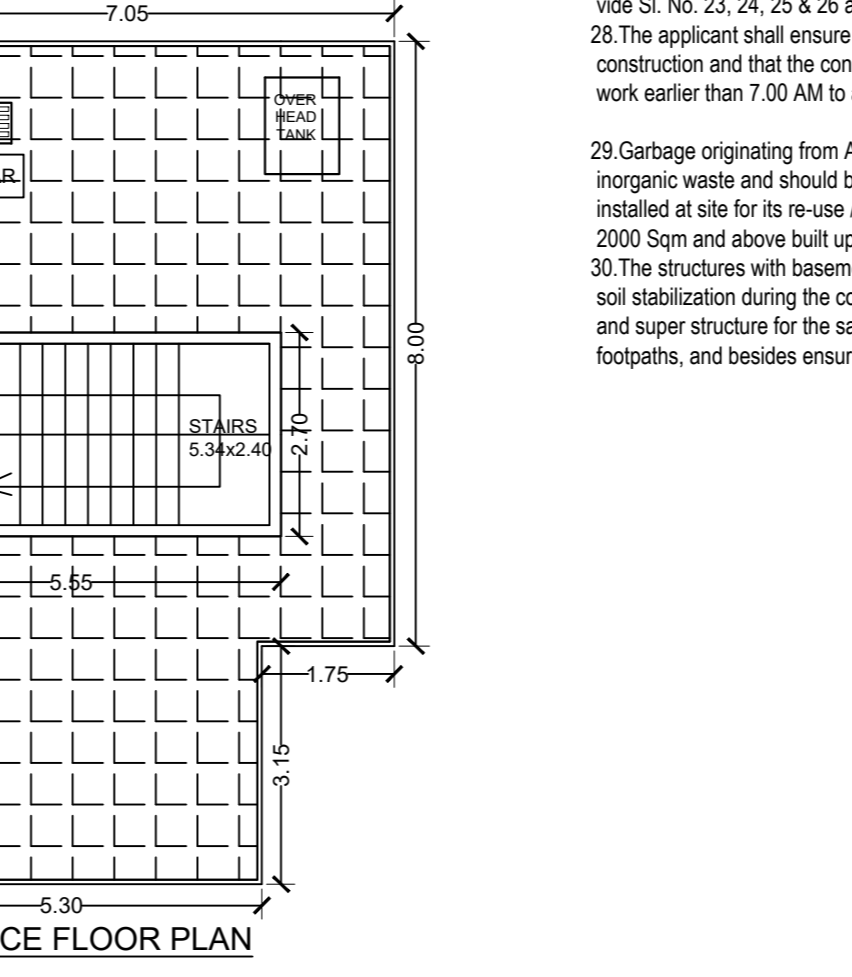 7.05
OVER
HEAD
TANK
8.00
STAIRS
5.34x2.40
2.70
5.55
1.75
3.15
5.30
CE FLOOR PLAN
vide Sl. No. 23, 24, 25 & 26
28.The applicant shall ensure
construction and that the con
work earlier than 7.00 AM to
29.Garbage originating from A
inorganic waste and should b
installed at site for its re-use /
2000 Sqm and above built up
30.The structures with basem
soil stabilization during the co
and super structure for the sa
footpaths, and besides ensur